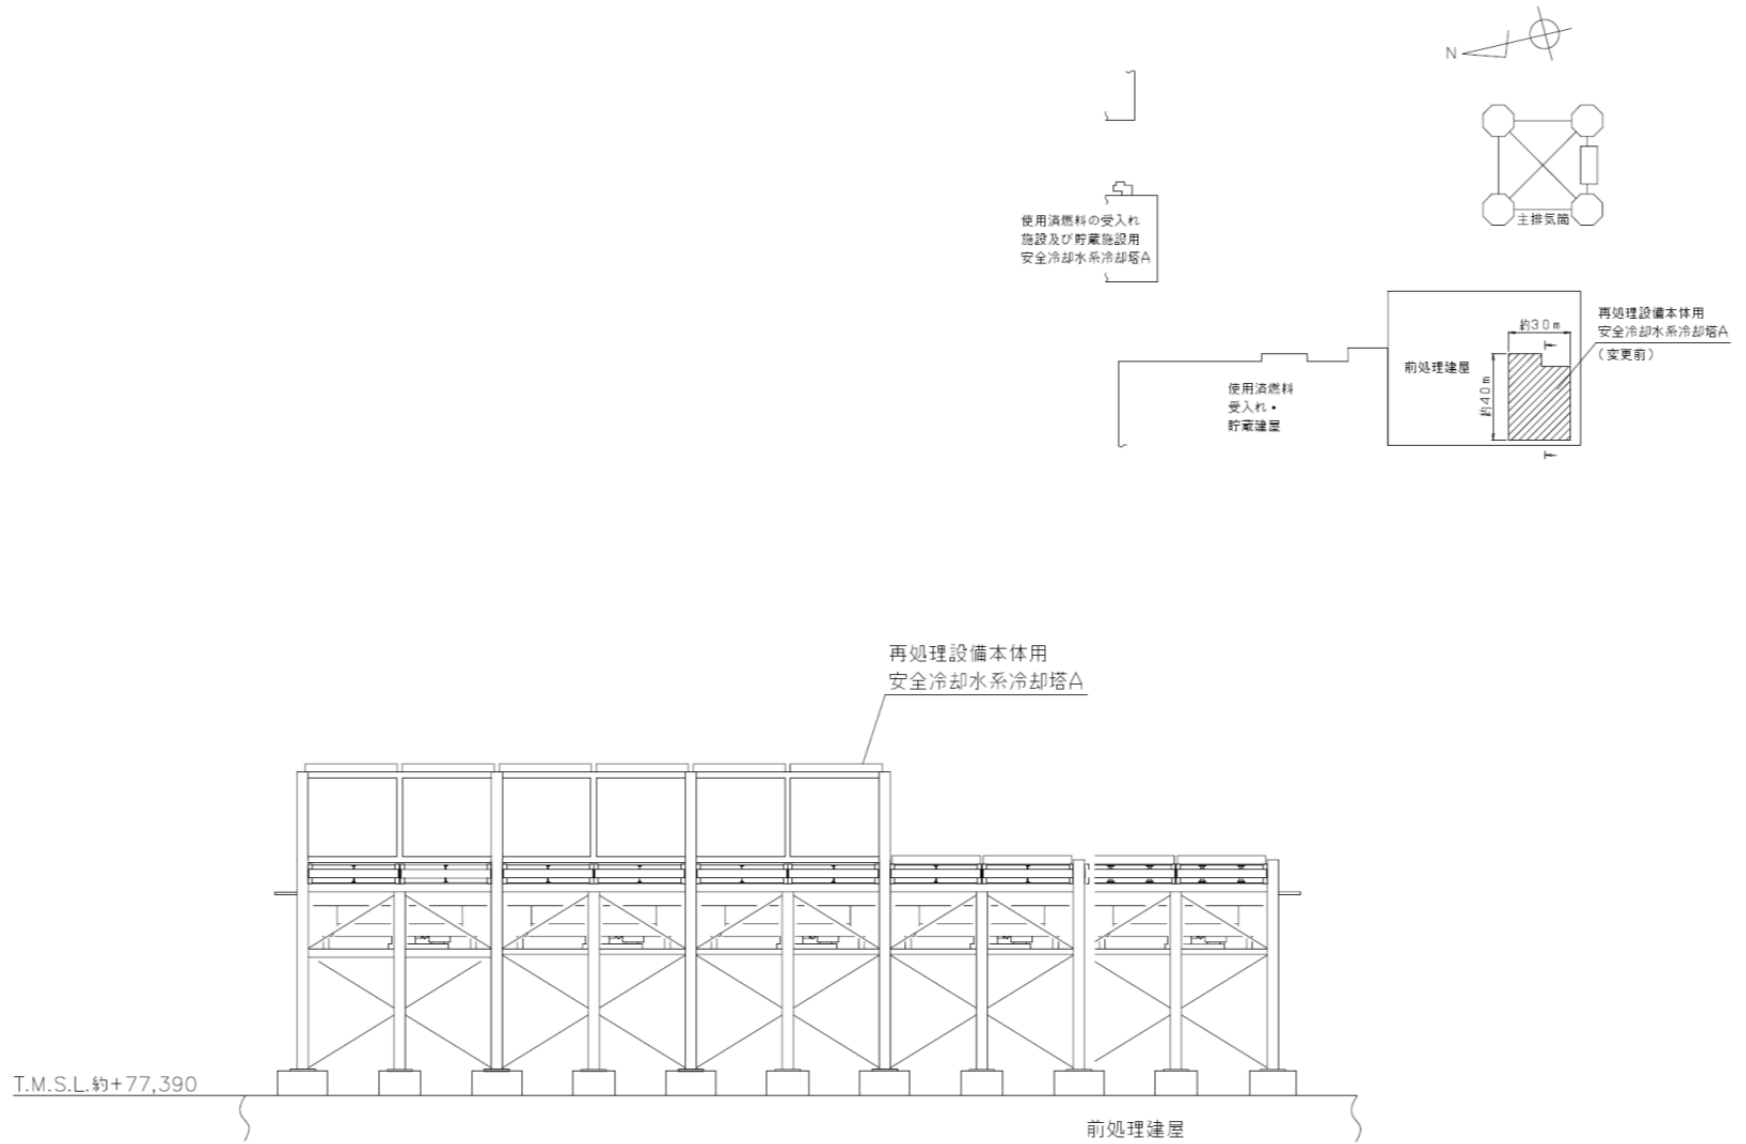 N
主排気筒
使用済燃料の受入れ
施設及び貯蔵施設用
安全冷却水系冷却塔A
再処理設備本体用
安全冷却水系冷却塔A
(変更前)
約30m
約40m
前処理建屋
使用済燃料
受入れ・
貯蔵建屋
再処理設備本体用
安全冷却水系冷却塔A
T.M.S.L.約+77,390
前処理建屋